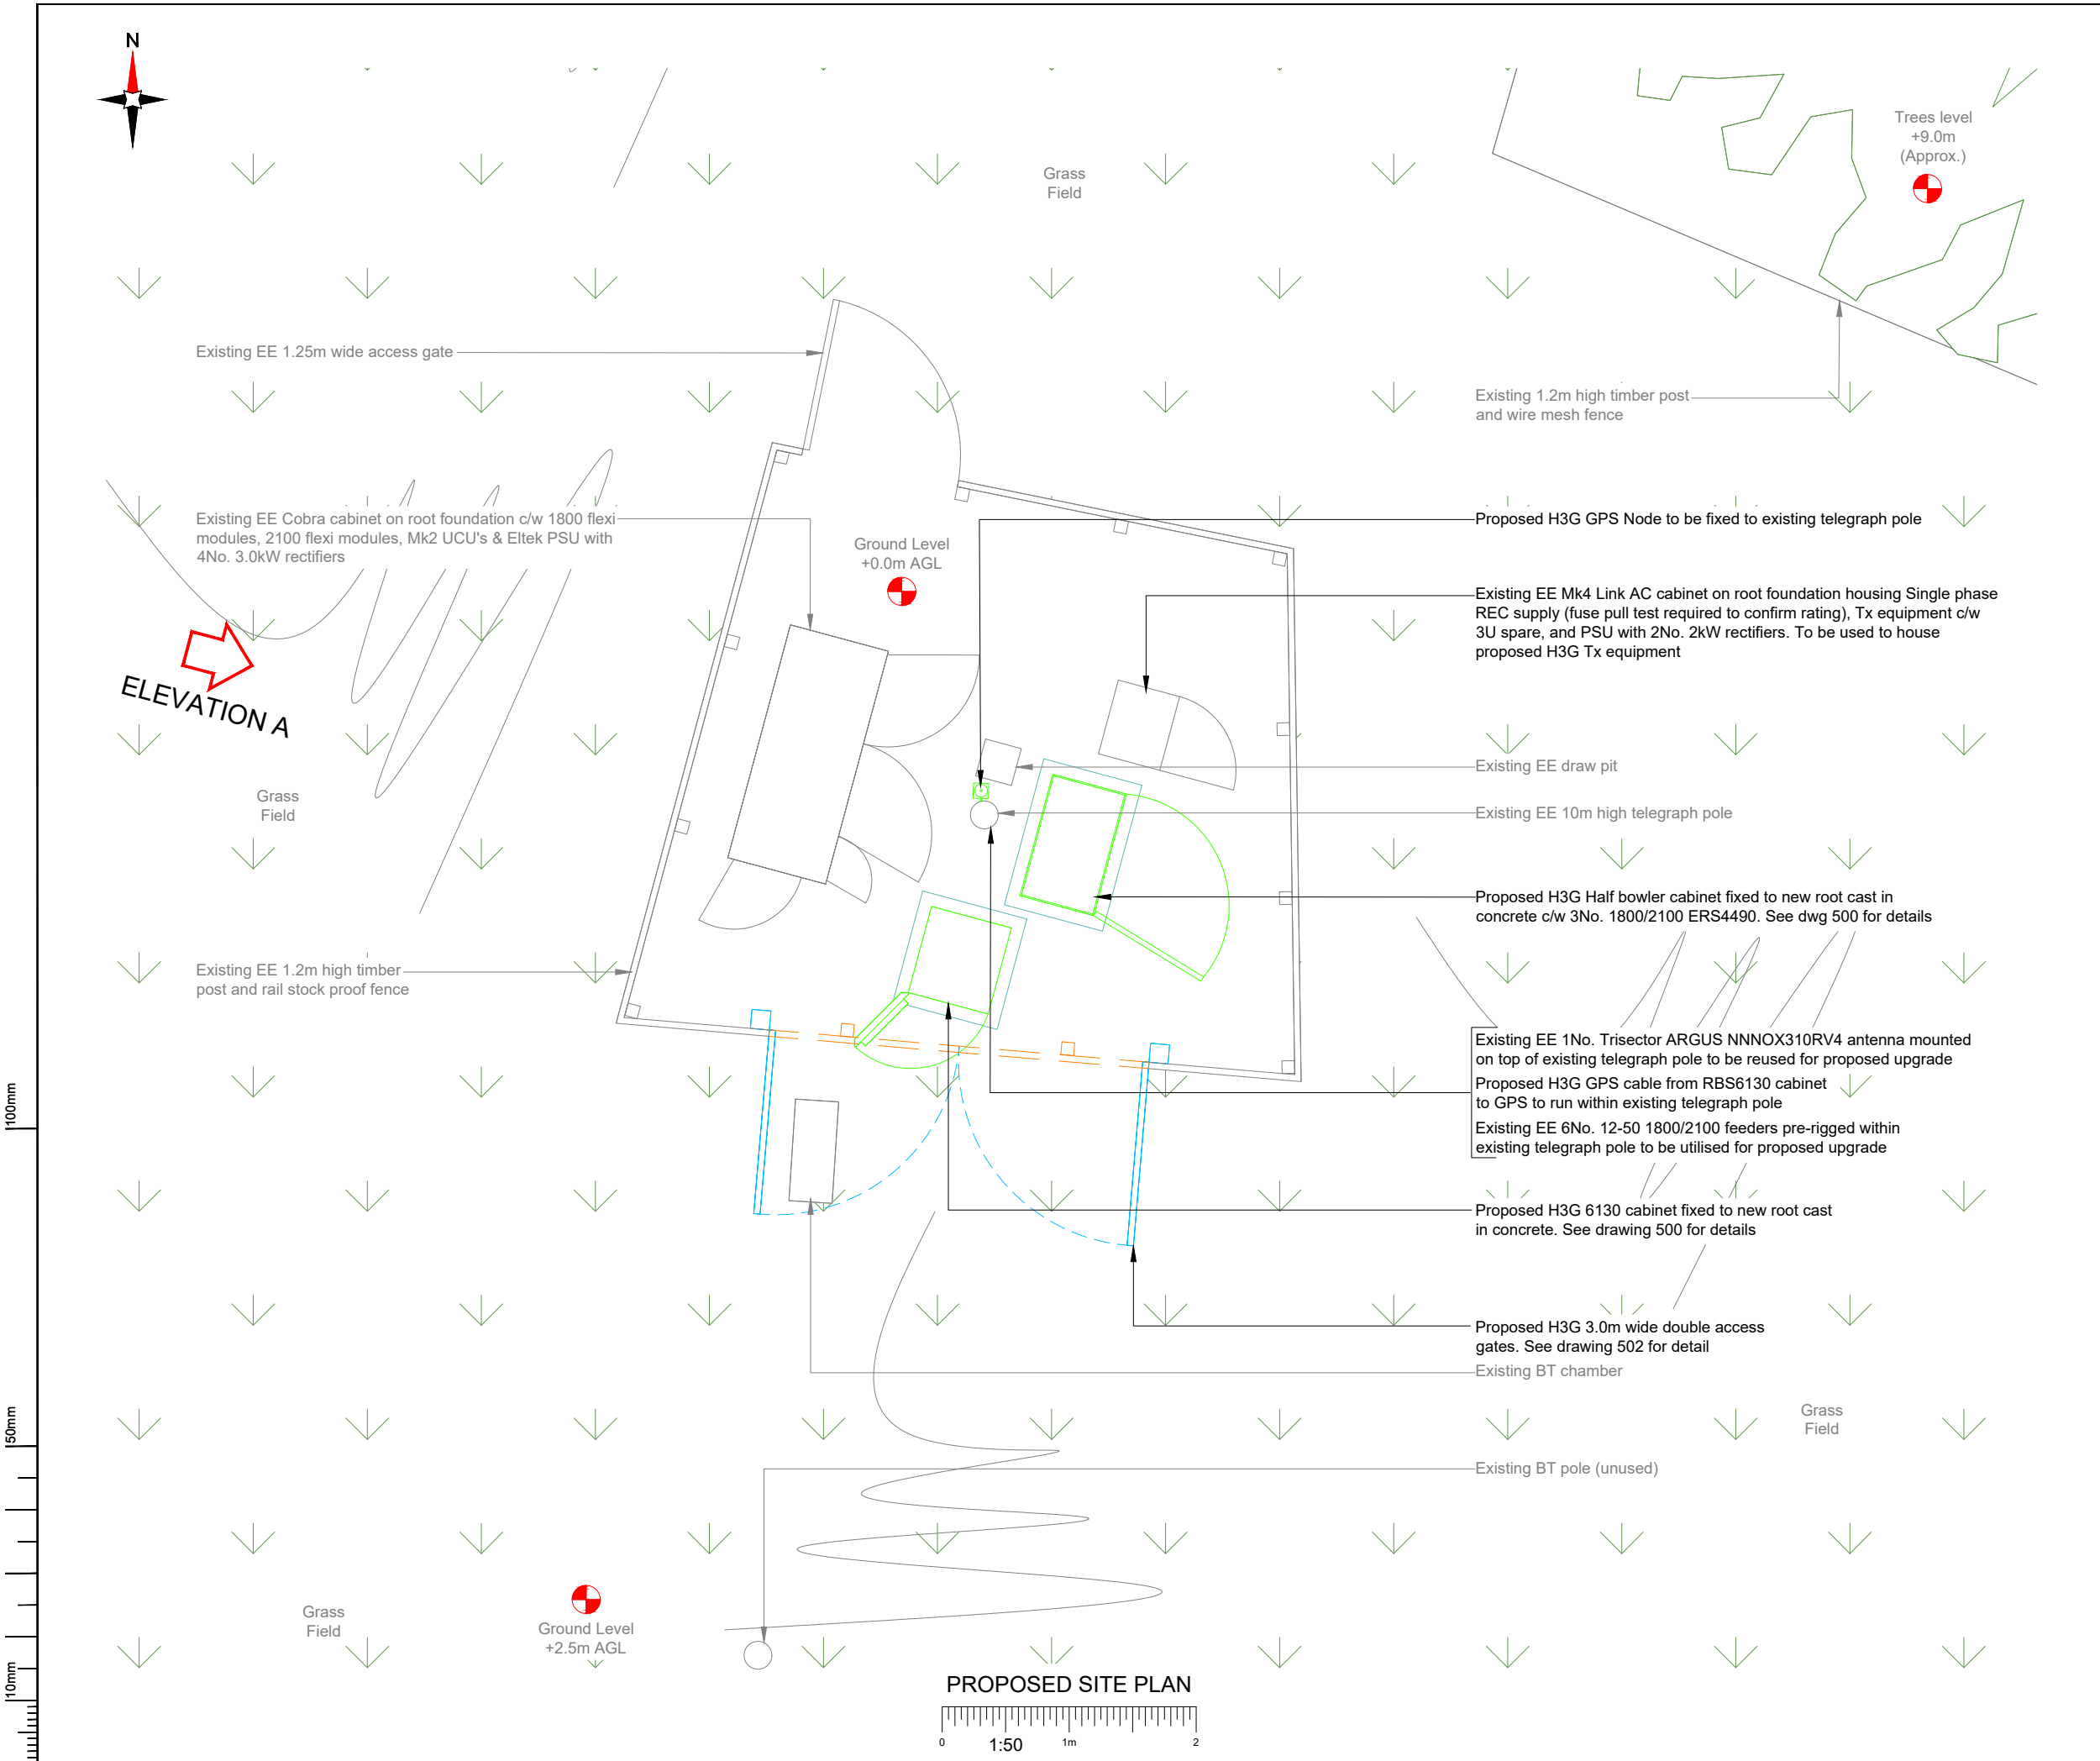 N
Trees level
+9.0m
(Approx.)
Grass
Field
Existing EE 1.25m wide access gate
Existing 1.2m high timber post
and wire mesh fence
Existing EE Cobra cabinet on root foundation c/w 1800 flexi
modules, 2100 flexi modules, Mk2 UCU's & Eltek PSU with
4No. 3.0kW rectifiers
Ground Level
+0.0m AGL
Proposed H3G GPS Node to be fixed to existing telegraph pole
Existing EE Mk4 Link AC cabinet on root foundation housing Single phase
REC supply (fuse pull test required to confirm rating), Tx equipment c/w
3U spare, and PSU with 2No. 2kW rectifiers. To be used to house
proposed H3G Tx equipment
ELEVATION A
Existing EE draw pit
Grass
Field
Existing EE 10m high telegraph pole
Proposed H3G Half bowler cabinet fixed to new root cast in
concrete c/w 3No. 1800/2100 ERS4490. See dwg 500 for details
Existing EE 1.2m high timber
post and rail stock proof fence
Existing EE 1No. Trisector ARGUS NNNOX310RV4 antenna mounted
on top of existing telegraph pole to be reused for proposed upgrade
Proposed H3G GPS cable from RBS6130 cabinet
to GPS to run within existing telegraph pole
Existing EE 6No. 12-50 1800/2100 feeders pre-rigged within
existing telegraph pole to be utilised for proposed upgrade
100mm
Proposed H3G 6130 cabinet fixed to new root cast
in concrete. See drawing 500 for details
Proposed H3G 3.0m wide double access
gates. See drawing 502 for detail
Existing BT chamber
Grass
Field
50mm
Existing BT pole (unused)
Grass
Field
Ground Level
+2.5m AGL
10mm
PROPOSED SITE PLAN
0
1:50
1m
2